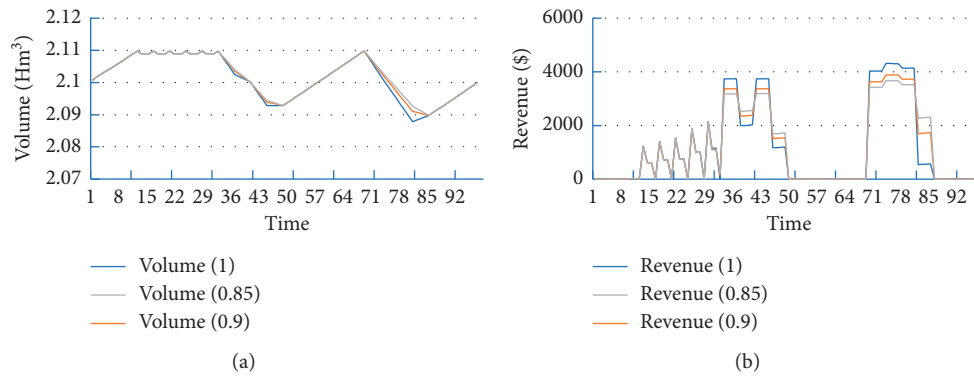 2.12
2.11
2.1
2.09
2.08
2.07
Volume (Hm³)
1 8 15 22 29 36 43 50 57 64 71 78 85 92
Time
Volume (1)
Volume (0.85)
Volume (0.9)
(a)
6000
4000
2000
0
Revenue ($)
1 8 15 22 29 36 43 50 57 64 71 78 85 92
Time
Revenue (1)
Revenue (0.85)
Revenue (0.9)
(b)